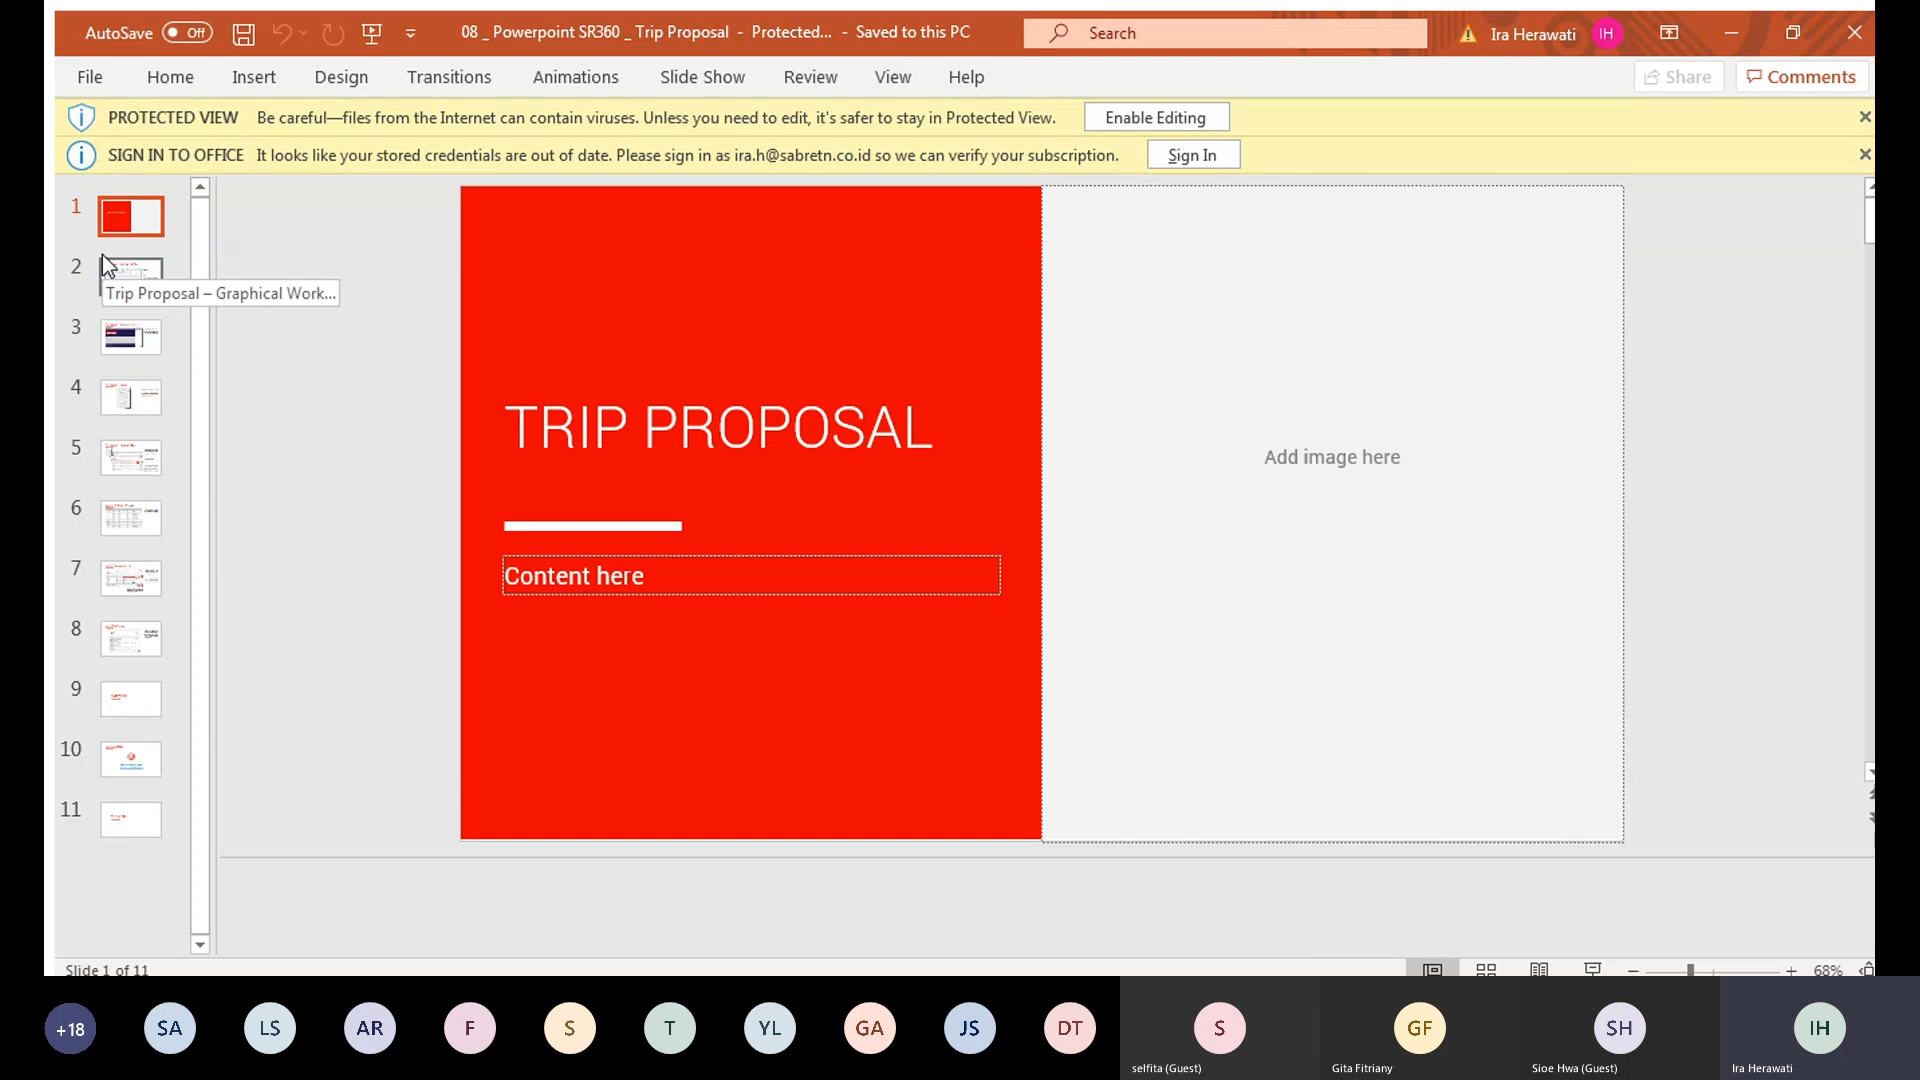 AutoSave Off 08 _ Powerpoint SR360 _ Trip Proposal - Protected... - Saved to this PC Search Ira Herawati IH
File Home Insert Design Transitions Animations Slide Show Review View Help Share Comments
PROTECTED VIEW Be careful—files from the Internet can contain viruses. Unless you need to edit, it's safer to stay in Protected View. Enable Editing
SIGN IN TO OFFICE It looks like your stored credentials are out of date. Please sign in as ira.h@sabretn.co.id so we can verify your subscription. Sign In
1
2
Trip Proposal – Graphical Work...
3
4
5
6
7
8
9
10
11
TRIP PROPOSAL
Content here
Add image here
Slide 1 of 11 68%
+18 SA LS AR F S T YL GA JS DT S GF SH IH
selfita (Guest) Gita Fitriany Sioe Hwa (Guest) Ira Herawati